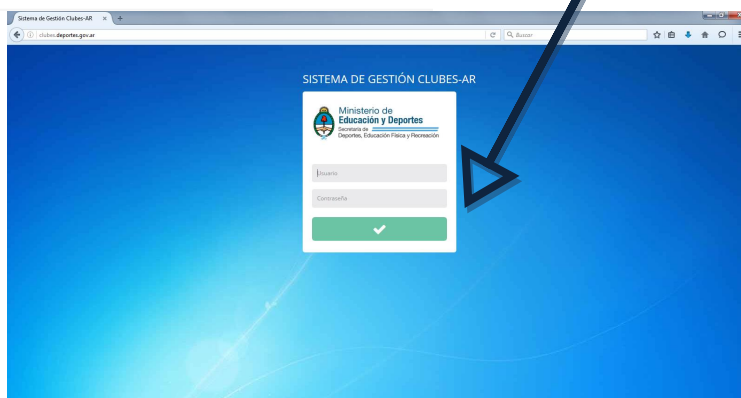 Sistema de Gestión Clubes-AR
clubes.deportes.gov.ar
Buscar
SISTEMA DE GESTIÓN CLUBES-AR
Ministerio de
Educación y Deportes
Secretaría de
Deportes, Educación Física y Recreación
Usuario
Contraseña